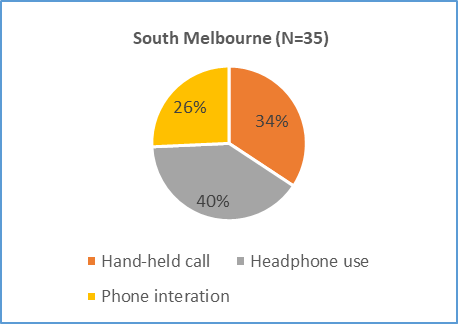 South Melbourne (N=35)
26%
34%
40%
Hand-held call
Headphone use
Phone interation